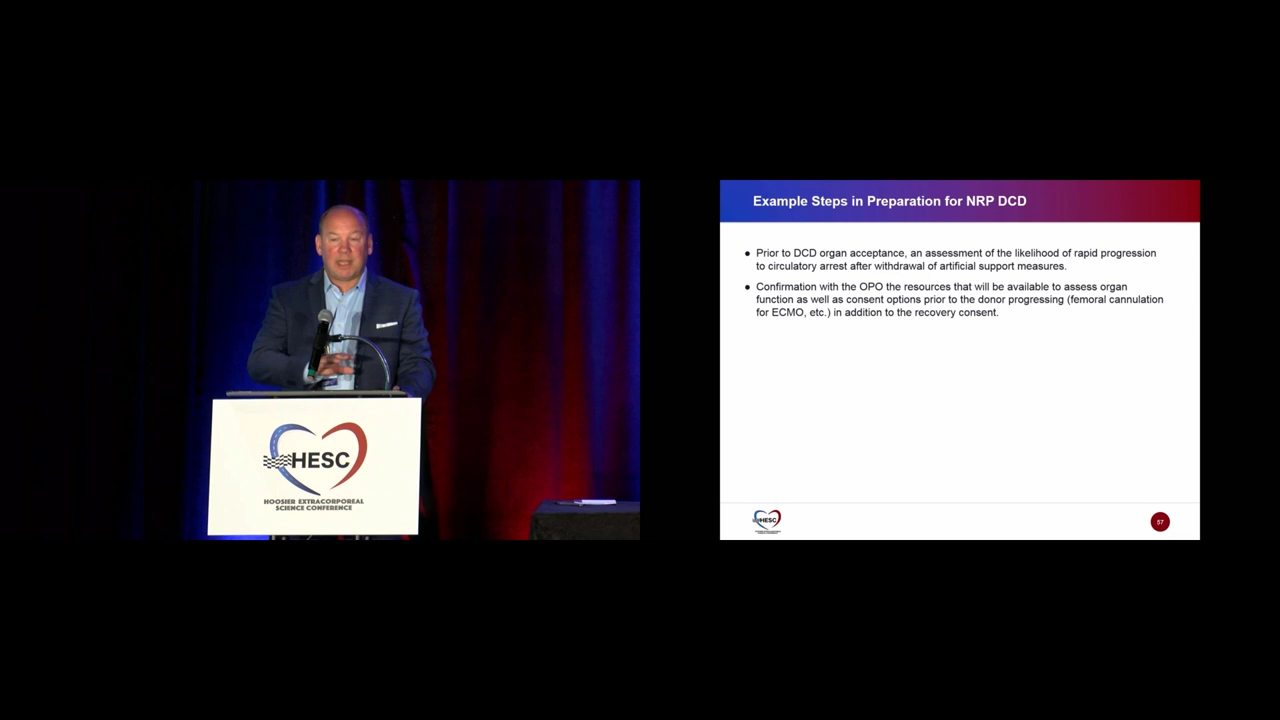 HESC
HOOSIER EXTRACORPOREAL
SCIENCE CONFERENCE
Example Steps in Preparation for NRP DCD
● Prior to DCD organ acceptance, an assessment of the likelihood of rapid progression
to circulatory arrest after withdrawal of artificial support measures.
● Confirmation with the OPO the resources that will be available to assess organ
function as well as consent options prior to the donor progressing (femoral cannulation
for ECMO, etc.) in addition to the recovery consent.
HESC
57